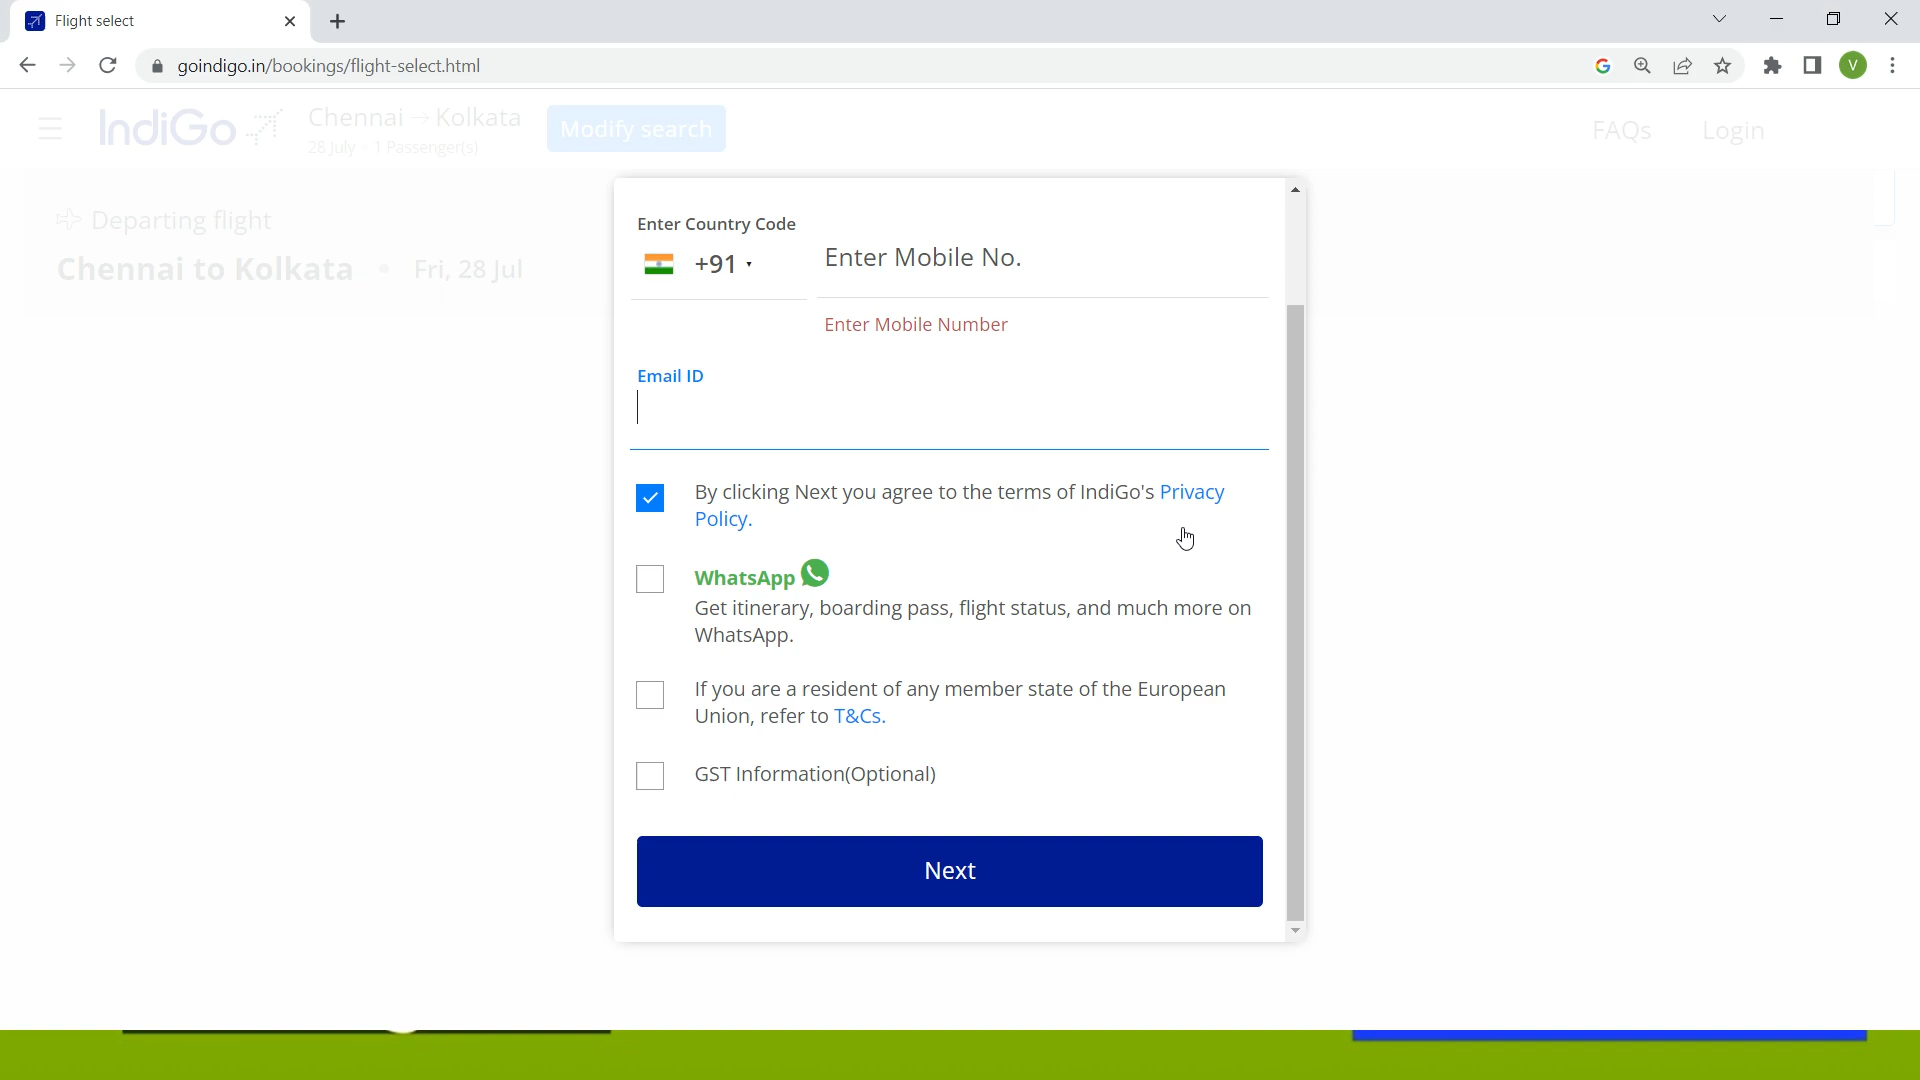 Flight select
goindigo.in/bookings/flight-select.html
V
IndiGo
Chennai → Kolkata
28 July • 1 Passenger(s)
Modify search
FAQs
Login
Departing flight
Chennai to Kolkata • Fri, 28 Jul
Enter Country Code
+91
Enter Mobile No.
Enter Mobile Number
Email ID
By clicking Next you agree to the terms of IndiGo's Privacy
Policy.
WhatsApp
Get itinerary, boarding pass, flight status, and much more on
WhatsApp.
If you are a resident of any member state of the European
Union, refer to T&Cs.
GST Information(Optional)
Next